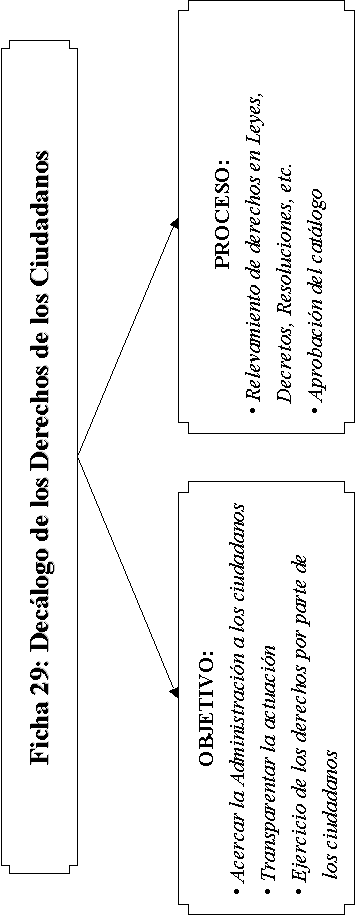 Ficha 29: Decálogo de los Derechos de los Ciudadanos
OBJETIVO:
• Acercar la Administración a los ciudadanos
• Transparentar la actuación
• Ejercicio de los derechos por parte de
los ciudadanos
PROCESO:
• Relevamiento de derechos en Leyes,
Decretos, Resoluciones, etc.
• Aprobación del catálogo